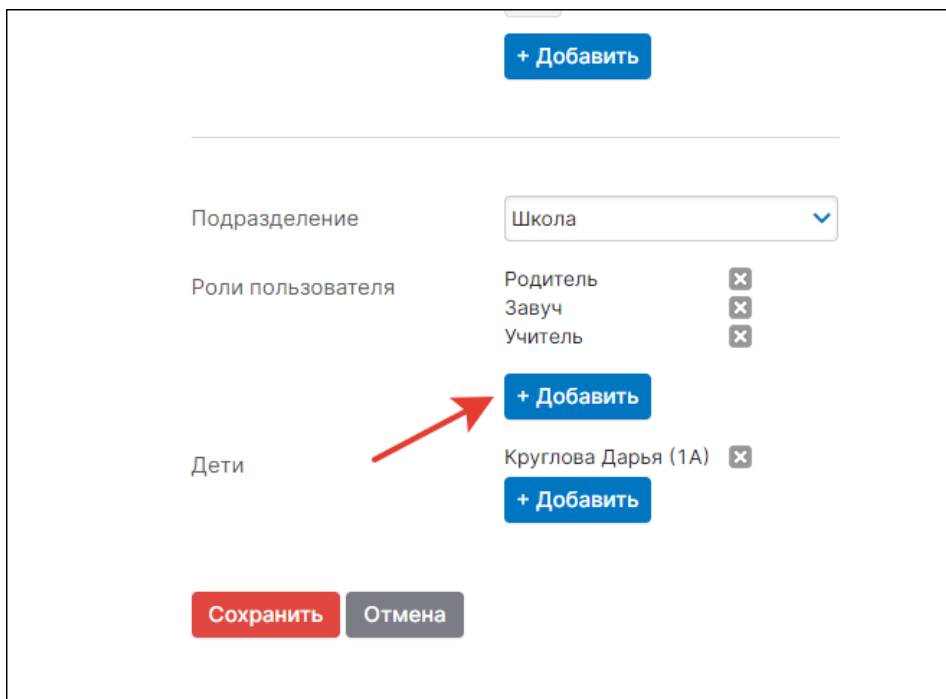 + Добавить
Подразделение
Школа
Роли пользователя
Родитель
Завуч
Учитель
+ Добавить
Дети
Круглова Дарья (1А)
+ Добавить
Сохранить
Отмена